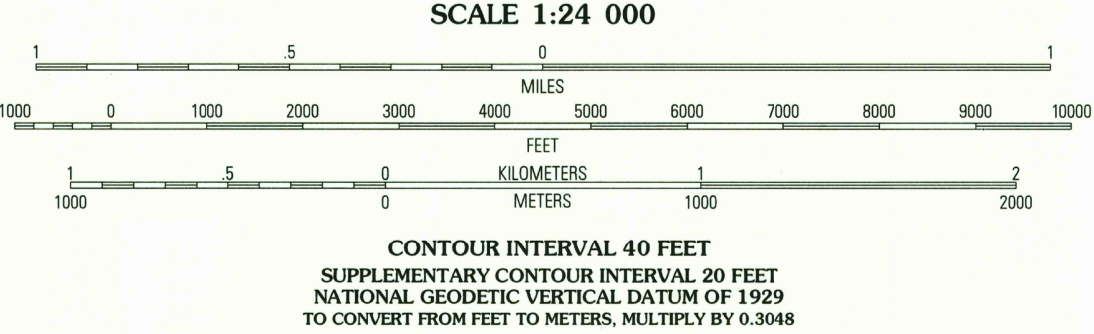 SCALE 1:24 000
1 .5 0 1
MILES
1000 0 1000 2000 3000 4000 5000 6000 7000 8000 9000 10000
FEET
1 .5 0 KILOMETERS 1 2
1000 0 METERS 1000 2000
CONTOUR INTERVAL 40 FEET
SUPPLEMENTARY CONTOUR INTERVAL 20 FEET
NATIONAL GEODETIC VERTICAL DATUM OF 1929
TO CONVERT FROM FEET TO METERS, MULTIPLY BY 0.3048